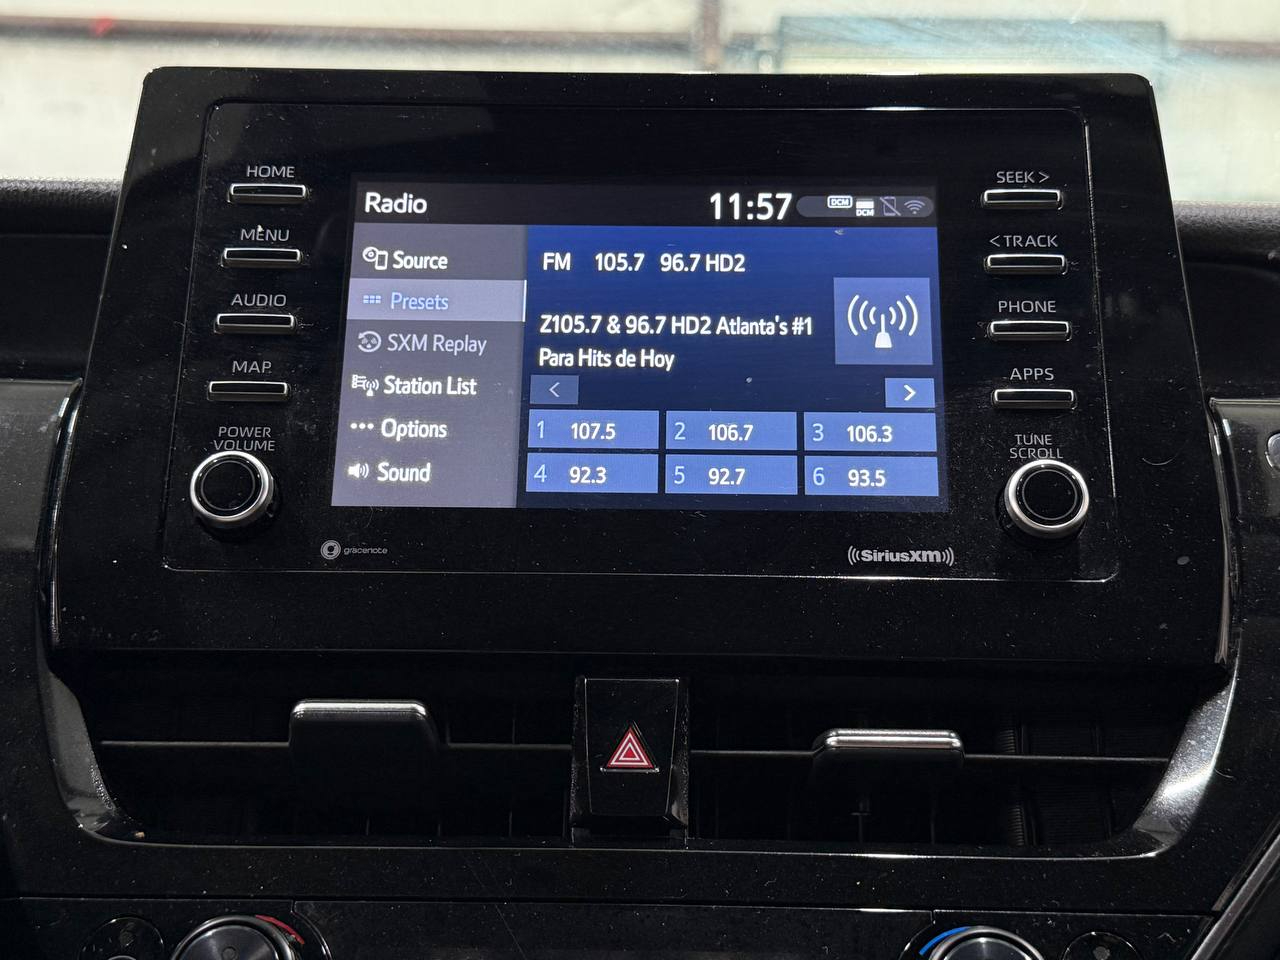 HOME
MENU
AUDIO
MAP
POWER
VOLUME
Radio
11:57
DCM
DCM
Source
Presets
SXM Replay
Station List
Options
Sound
FM 105.7 96.7 HD2
Z105.7 & 96.7 HD2 Atlanta's #1
Para Hits de Hoy
< >
1 107.5
2 106.7
3 106.3
4 92.3
5 92.7
6 93.5
SEEK >
< TRACK
PHONE
APPS
TUNE
SCROLL
gracenote
((SiriusXM))